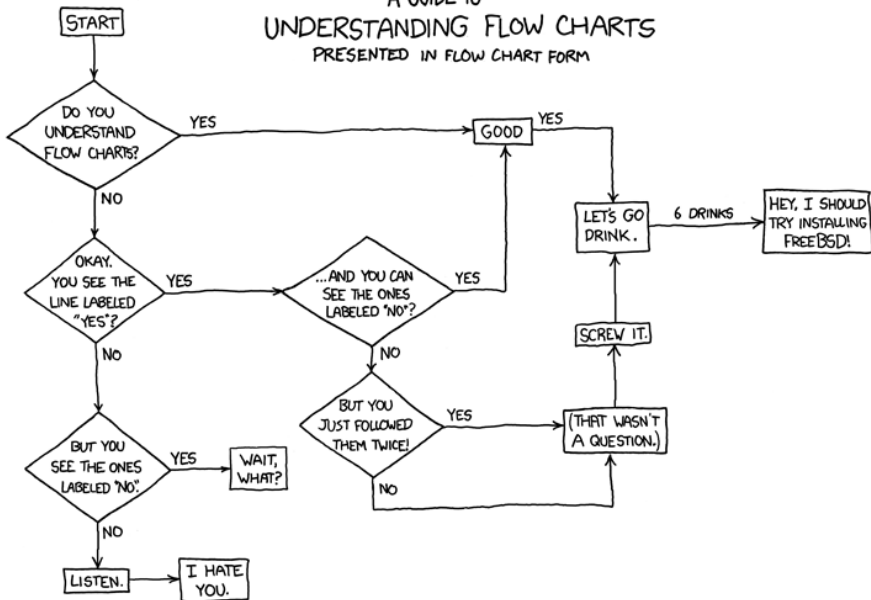 A GUIDE TO
UNDERSTANDING FLOW CHARTS
PRESENTED IN FLOW CHART FORM
START
DO YOU
UNDERSTAND
FLOW CHARTS?
YES
GOOD
YES
NO
LET'S GO
DRINK.
6 DRINKS
HEY, I SHOULD
TRY INSTALLING
FREEBSD!
OKAY.
YOU SEE THE
LINE LABELED
"YES"?
YES
...AND YOU CAN
SEE THE ONES
LABELED "NO"?
YES
SCREW IT.
NO
NO
BUT YOU
JUST FOLLOWED
THEM TWICE!
YES
(THAT WASN'T
A QUESTION.)
NO
BUT YOU
SEE THE ONES
LABELED "NO".
YES
WAIT,
WHAT?
NO
LISTEN.
I HATE
YOU.